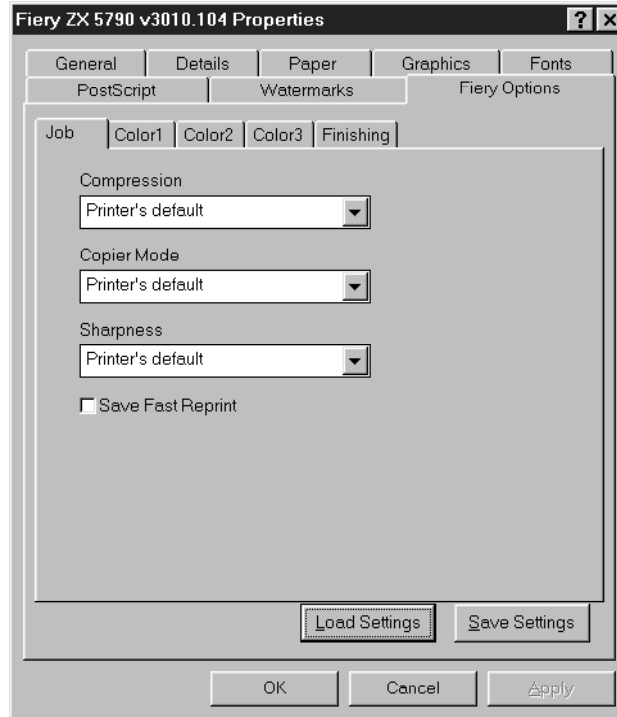 Fiery ZX 5790 v3010.104 Properties ? x
General Details Paper Graphics Fonts
PostScript Watermarks Fiery Options
Job Color1 Color2 Color3 Finishing
Compression
Printer's default
Copier Mode
Printer's default
Sharpness
Printer's default
Save Fast Reprint
Load Settings Save Settings
OK Cancel Apply